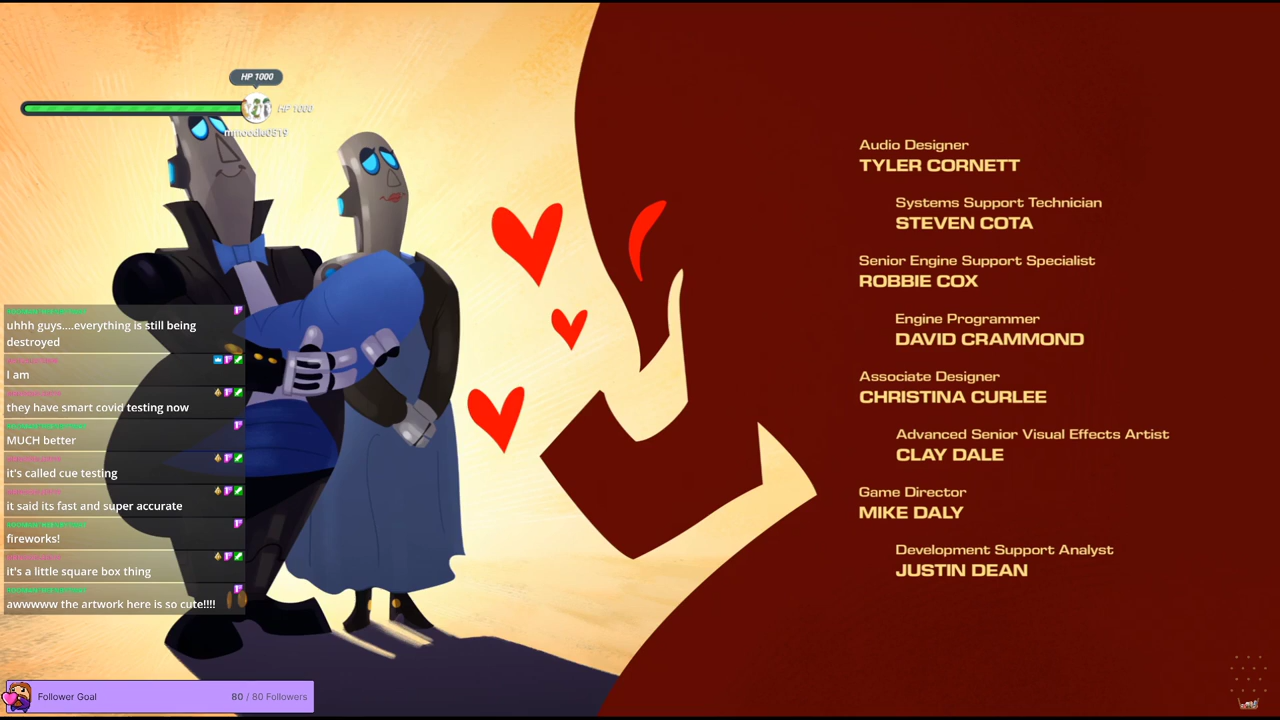 HP 1000
HP 1000
mnoodle0519
uhhh guys....everything is still being
destroyed
I am
they have smart covid testing now
MUCH better
it's called cue testing
it said its fast and super accurate
fireworks!
it's a little square box thing
awwwww the artwork here is so cute!!!!
Follower Goal
80 / 80 Followers
Audio Designer
TYLER CORNETT
Systems Support Technician
STEVEN COTA
Senior Engine Support Specialist
ROBBIE COX
Engine Programmer
DAVID CRAMMOND
Associate Designer
CHRISTINA CURLEE
Advanced Senior Visual Effects Artist
CLAY DALE
Game Director
MIKE DALY
Development Support Analyst
JUSTIN DEAN